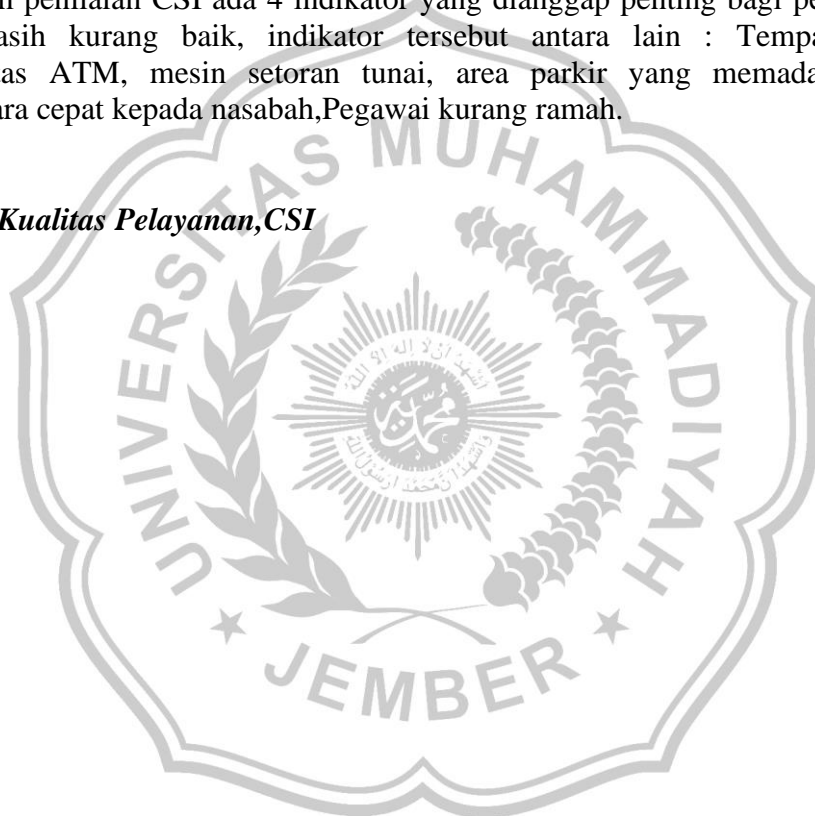 penilaian CSI ada 4 indikator yang dianggap penting bagi pe
asih kurang baik, indikator tersebut antara lain : Tempa
as ATM, mesin setoran tunai, area parkir yang memada
ara cepat kepada nasabah,Pegawai kurang ramah.
Kualitas Pelayanan,CSI
UNIVERSITAS MUHAMMADIYAH
JEMBER